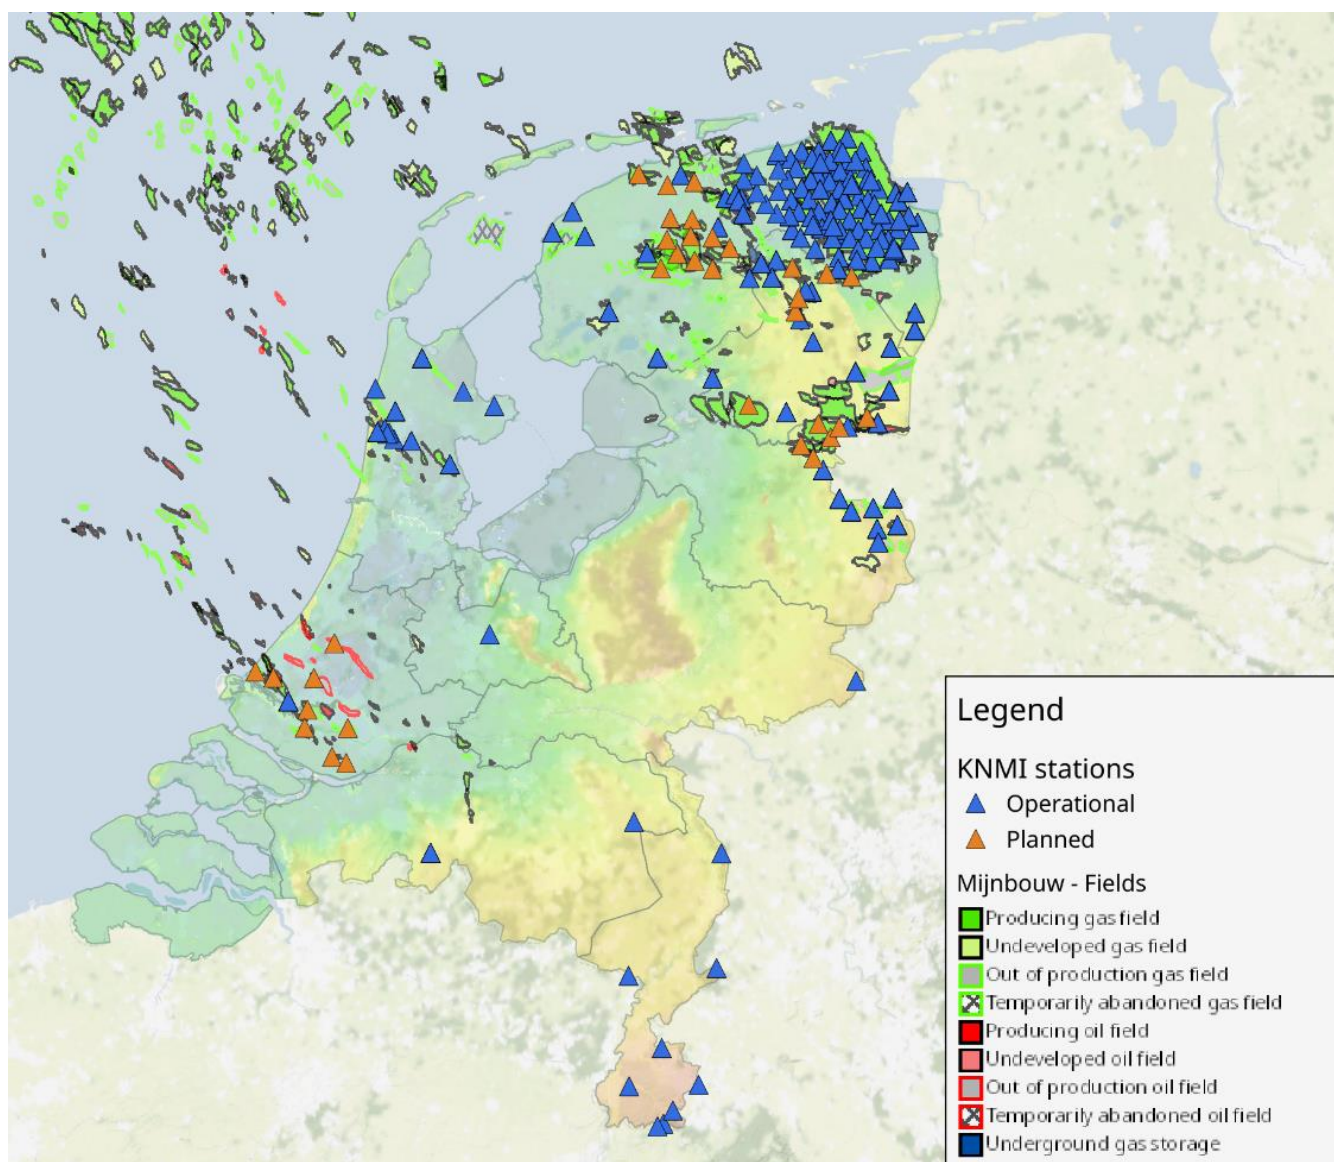 Legend
KNMI stations
Operational
Planned
Mijnbouw - Fields
Producing gas field
Undeveloped gas field
Out of production gas field
Temporarily abandoned gas field
Producing oil field
Undeveloped oil field
Out of production oil field
Temporarily abandoned oil field
Underground gas storage